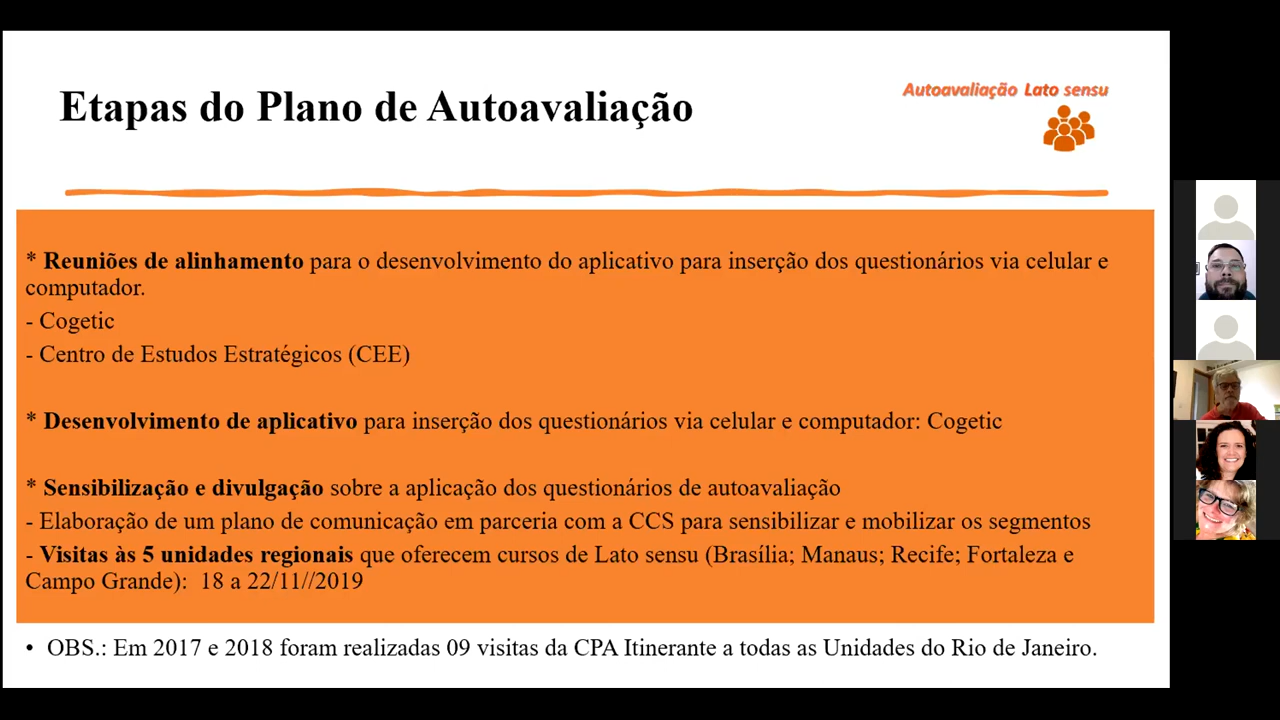 Etapas do Plano de Autoavaliação
Autoavaliação Lato sensu
* Reuniões de alinhamento para o desenvolvimento do aplicativo para inserção dos questionários via celular e
computador.
- Cogetic
- Centro de Estudos Estratégicos (CEE)
* Desenvolvimento de aplicativo para inserção dos questionários via celular e computador: Cogetic
* Sensibilização e divulgação sobre a aplicação dos questionários de autoavaliação
- Elaboração de um plano de comunicação em parceria com a CCS para sensibilizar e mobilizar os segmentos
- Visitas às 5 unidades regionais que oferecem cursos de Lato sensu (Brasília; Manaus; Recife; Fortaleza e
Campo Grande): 18 a 22/11//2019
• OBS.: Em 2017 e 2018 foram realizadas 09 visitas da CPA Itinerante a todas as Unidades do Rio de Janeiro.